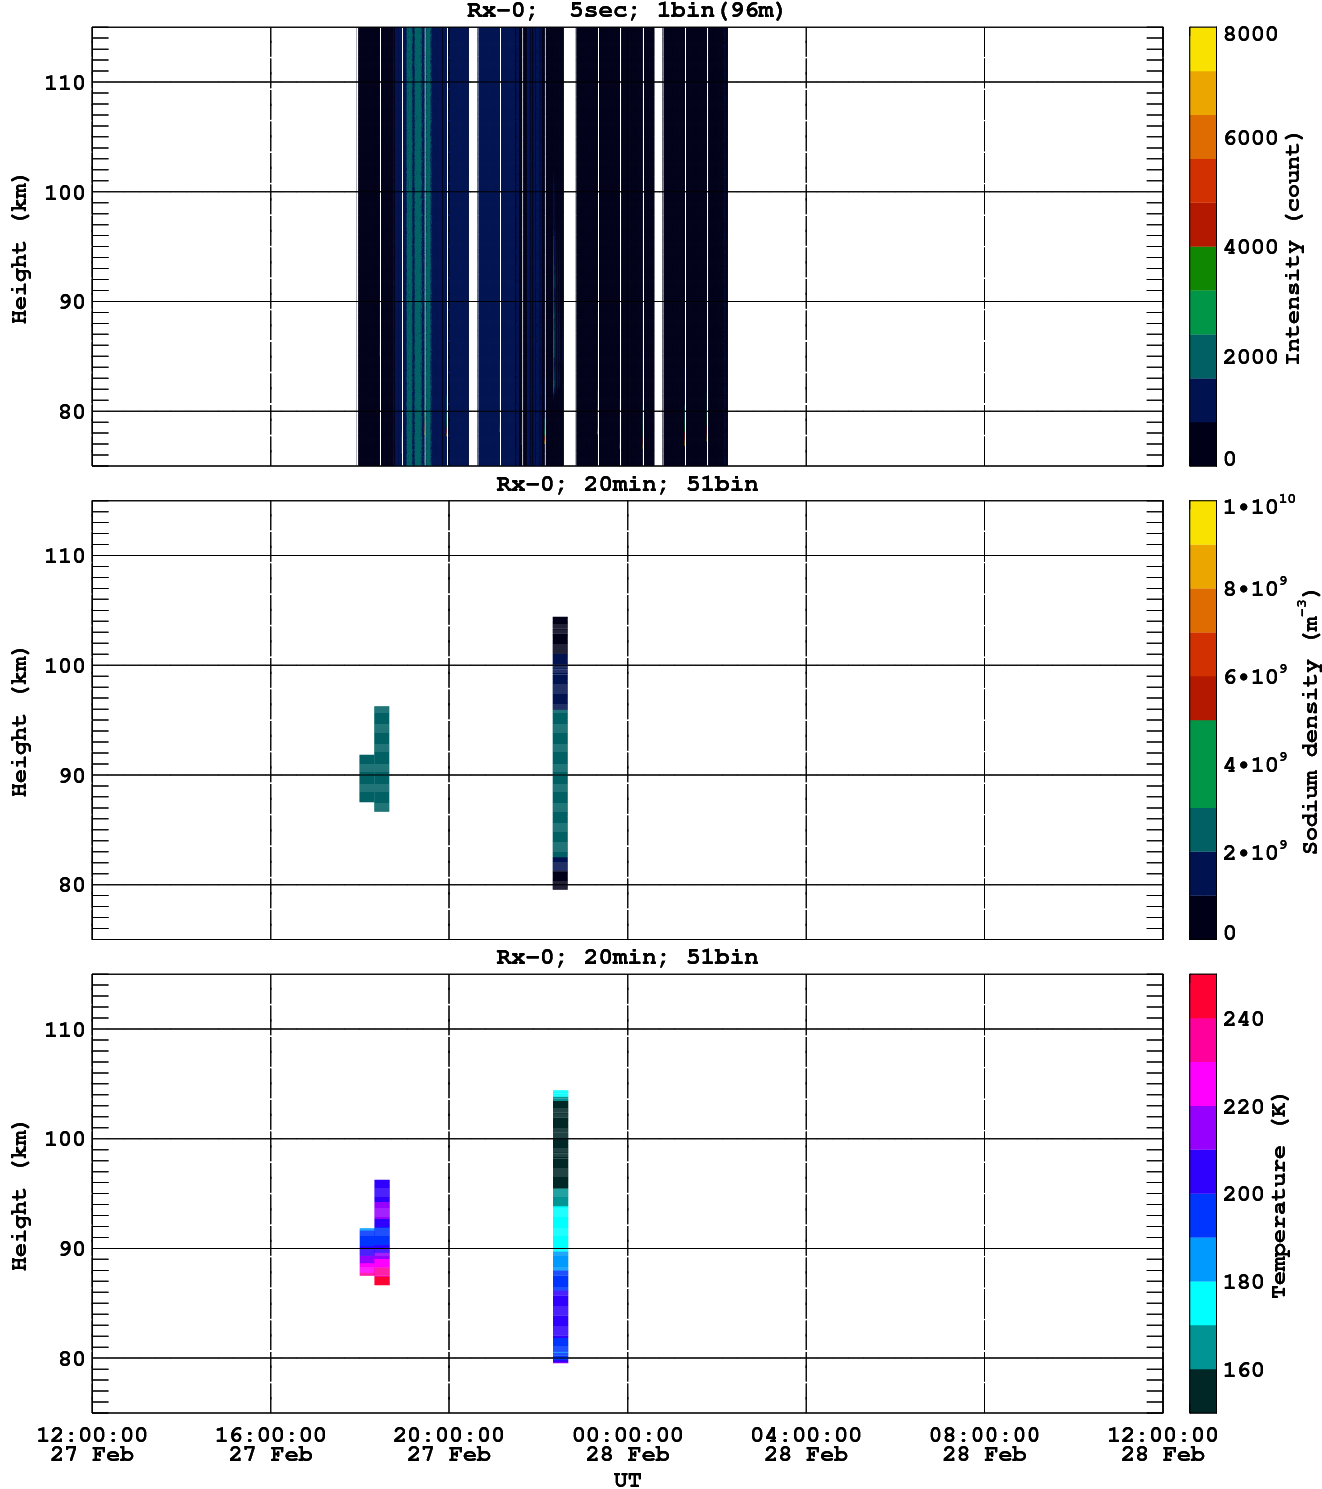 Rx-0;  5sec; 1bin(96m)
110
100
90
80
Height (km)
8000
6000
4000
2000
0
Intensity (count)
Rx-0; 20min; 51bin
110
100
90
80
Height (km)
1•10¹⁰
8•10⁹
6•10⁹
4•10⁹
2•10⁹
0
Sodium density (m⁻³)
Rx-0; 20min; 51bin
110
100
90
80
Height (km)
240
220
200
180
160
Temperature (K)
12:00:00 16:00:00 20:00:00 00:00:00 04:00:00 08:00:00 12:00:00
27 Feb 27 Feb 27 Feb 28 Feb 28 Feb 28 Feb 28 Feb
UT